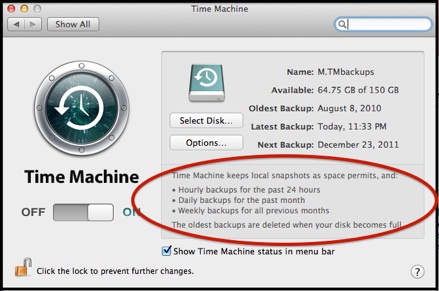 Time Machine
Show All
Name: M.TMbackups
Available: 64.75 GB of 150 GB
Oldest Backup: August 8, 2010
Latest Backup: Today, 11:33 PM
Next Backup: December 23, 2011
Select Disk...
Options...
Time Machine
OFF ON
Time Machine keeps local snapshots as space permits, and:
• Hourly backups for the past 24 hours
• Daily backups for the past month
• Weekly backups for all previous months
The oldest backups are deleted when your disk becomes full.
Show Time Machine status in menu bar
Click the lock to prevent further changes.
?